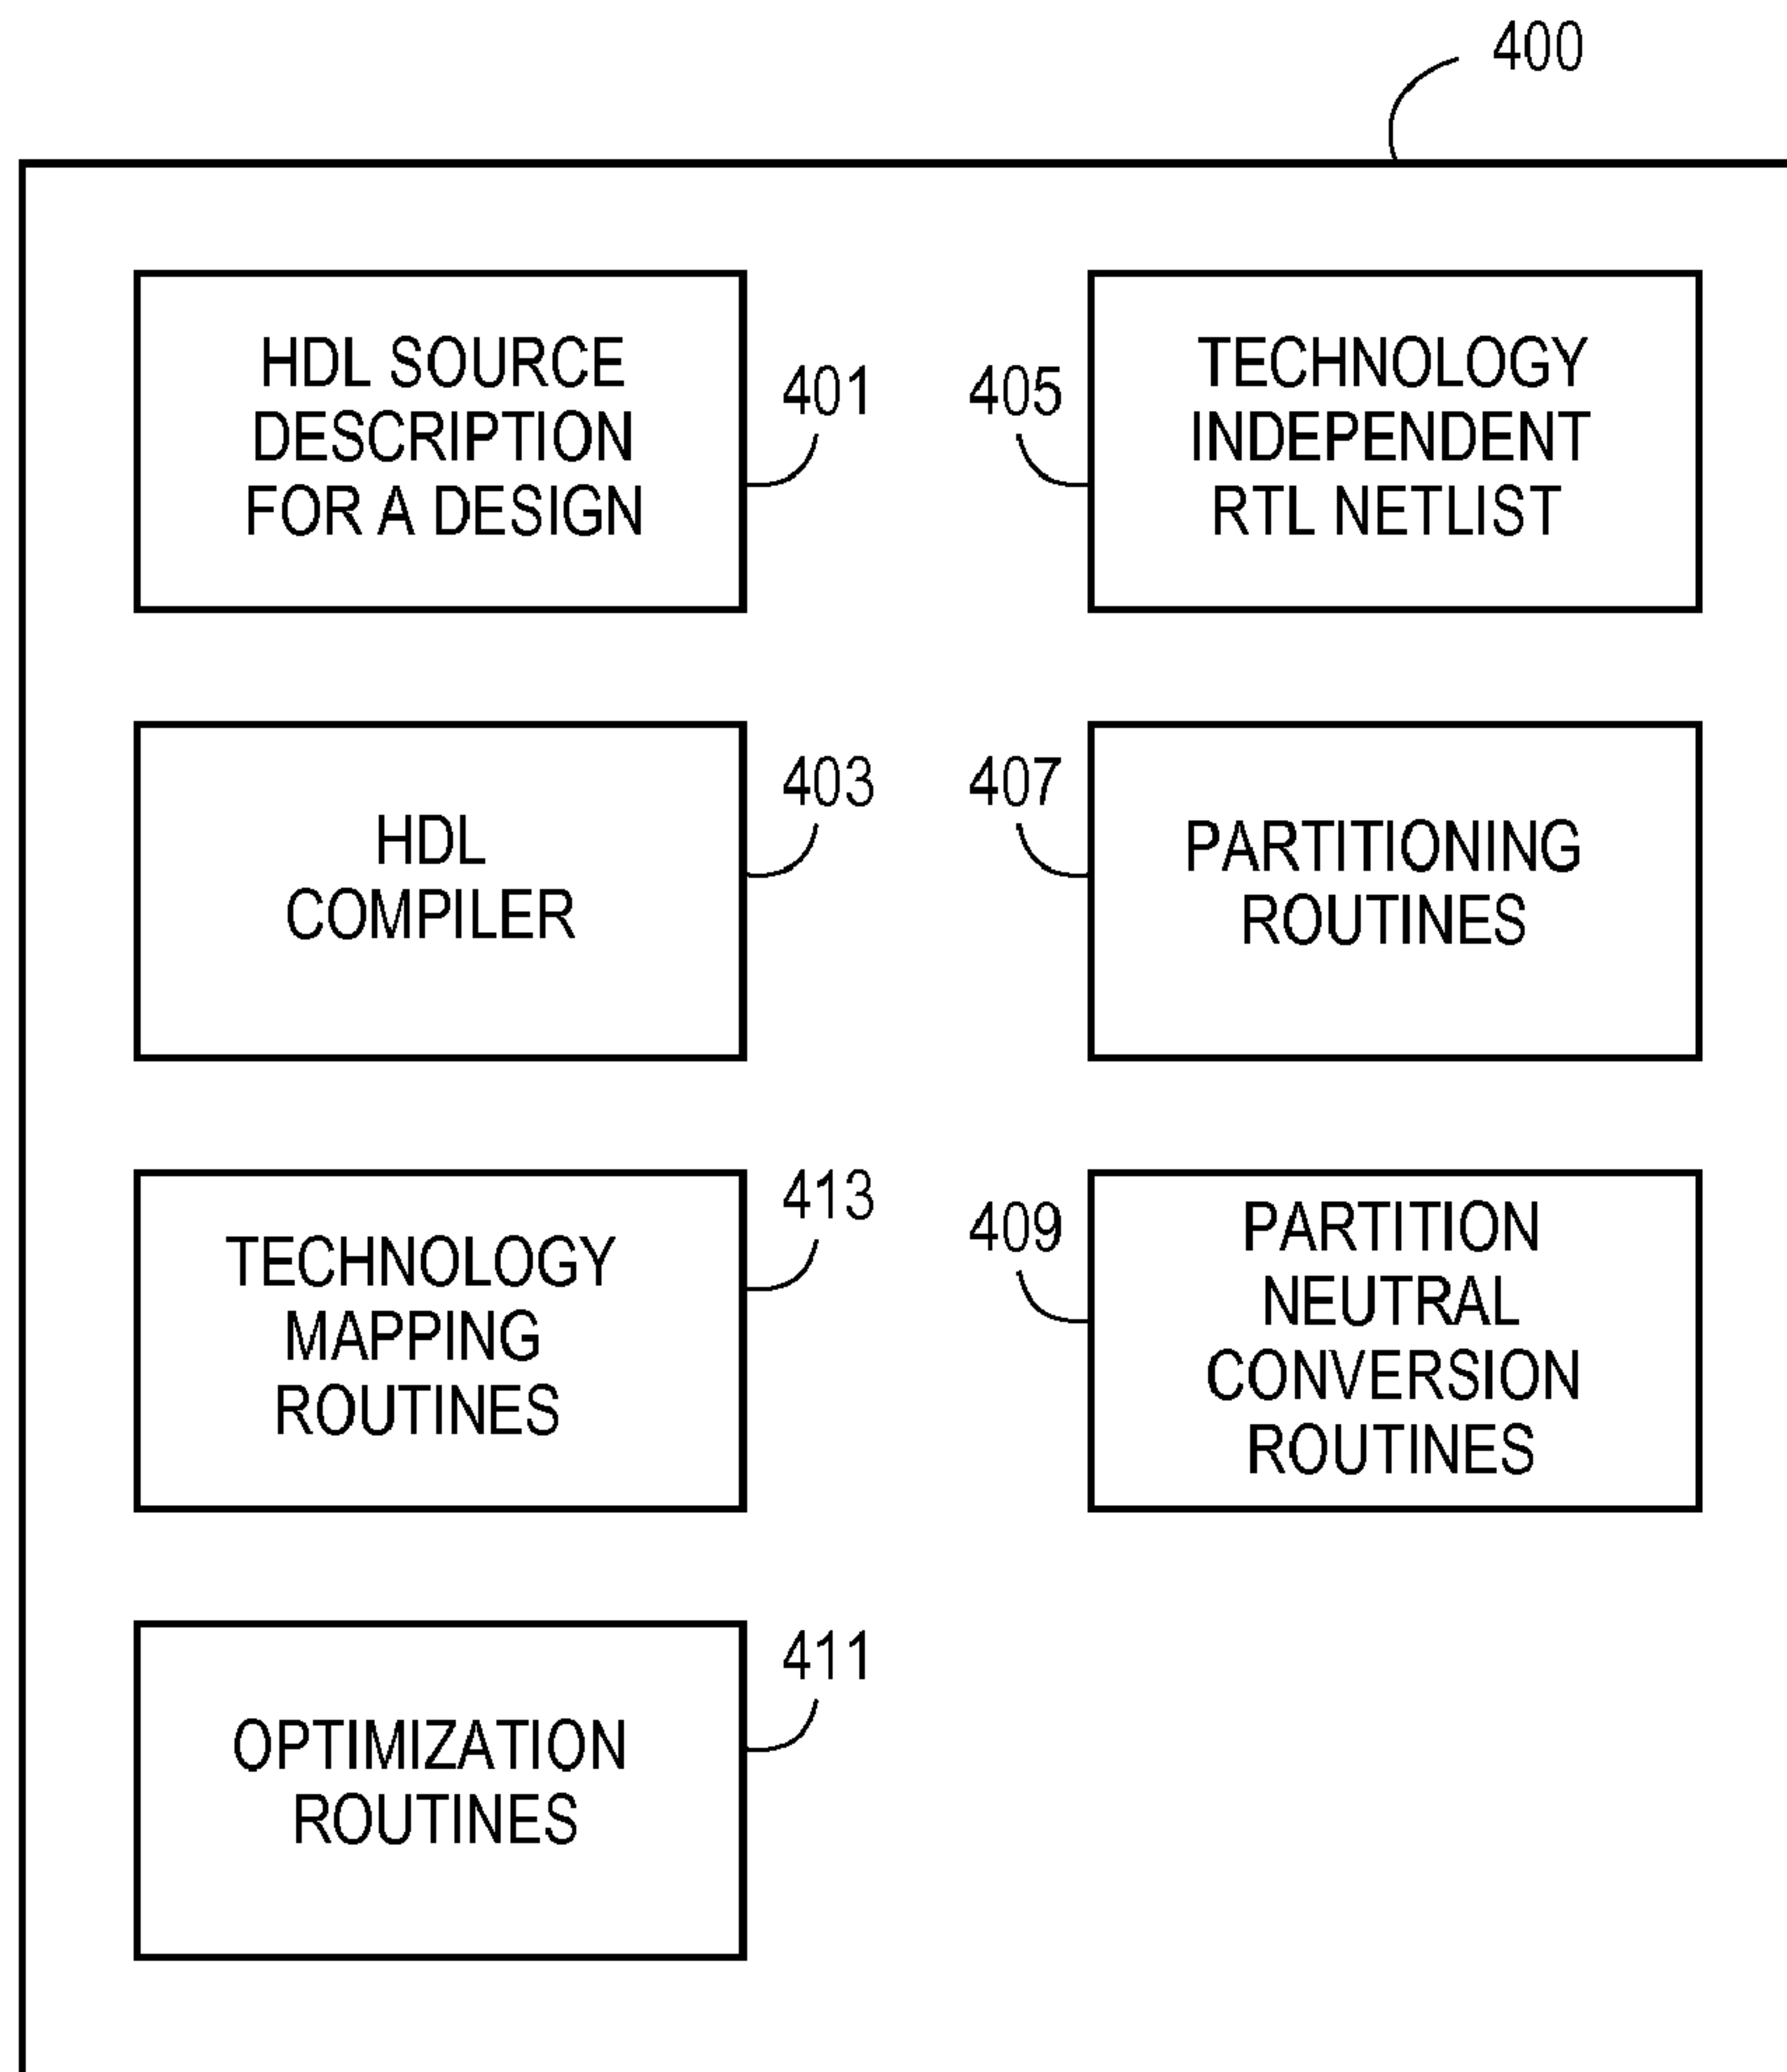 400
HDL SOURCE
DESCRIPTION
FOR A DESIGN
401
405
TECHNOLOGY
INDEPENDENT
RTL NETLIST
HDL
COMPILER
403
407
PARTITIONING
ROUTINES
TECHNOLOGY
MAPPING
ROUTINES
413
409
PARTITION
NEUTRAL
CONVERSION
ROUTINES
OPTIMIZATION
ROUTINES
411